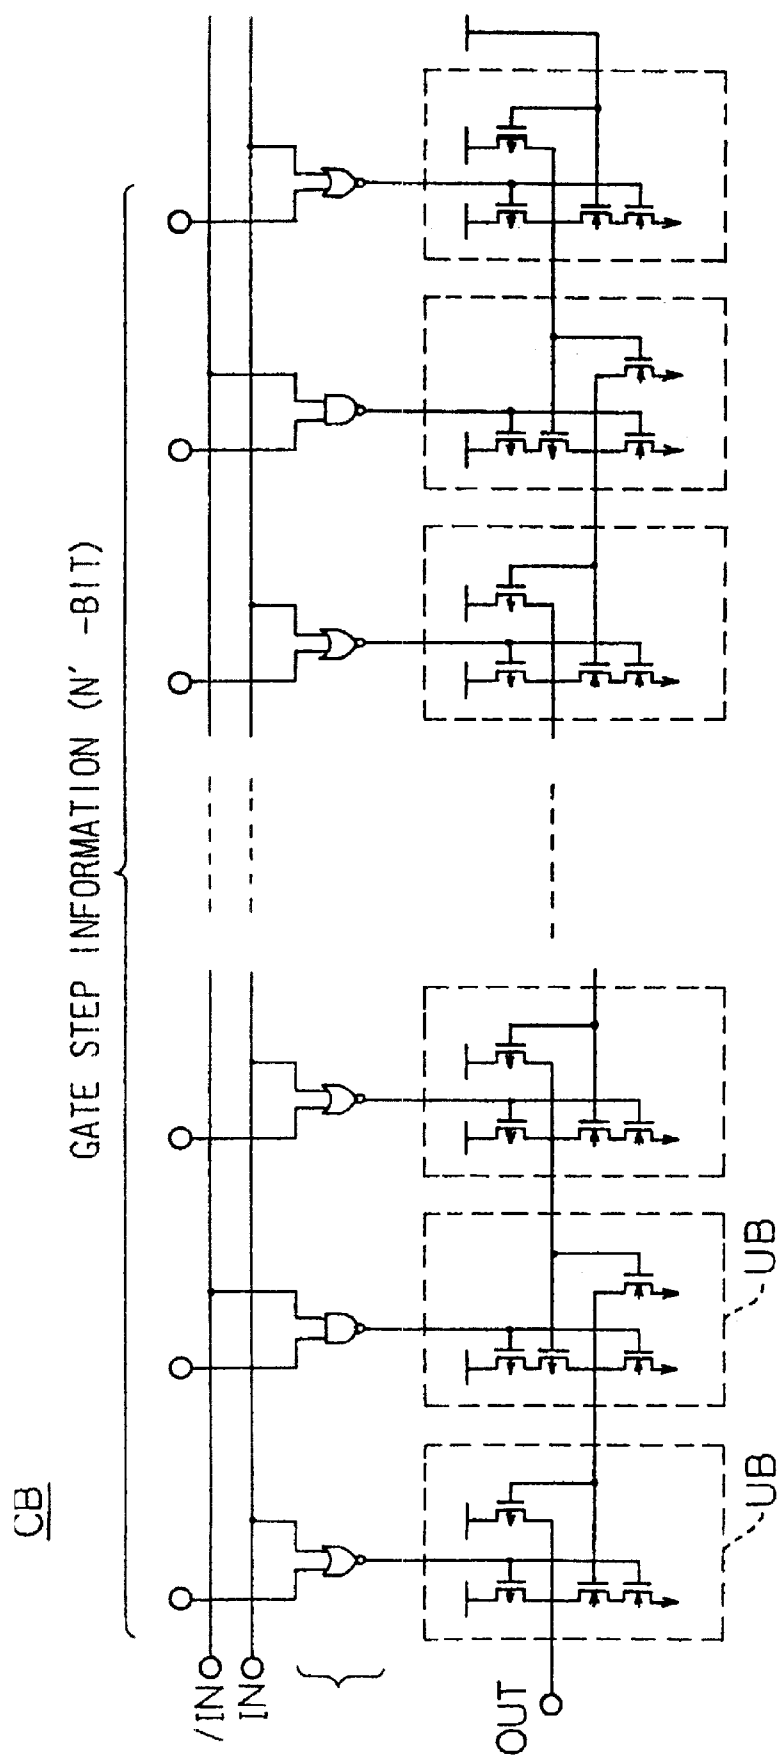 CB
GATE STEP INFORMATION (N' -BIT)
/IN
IN
OUT
UB
UB